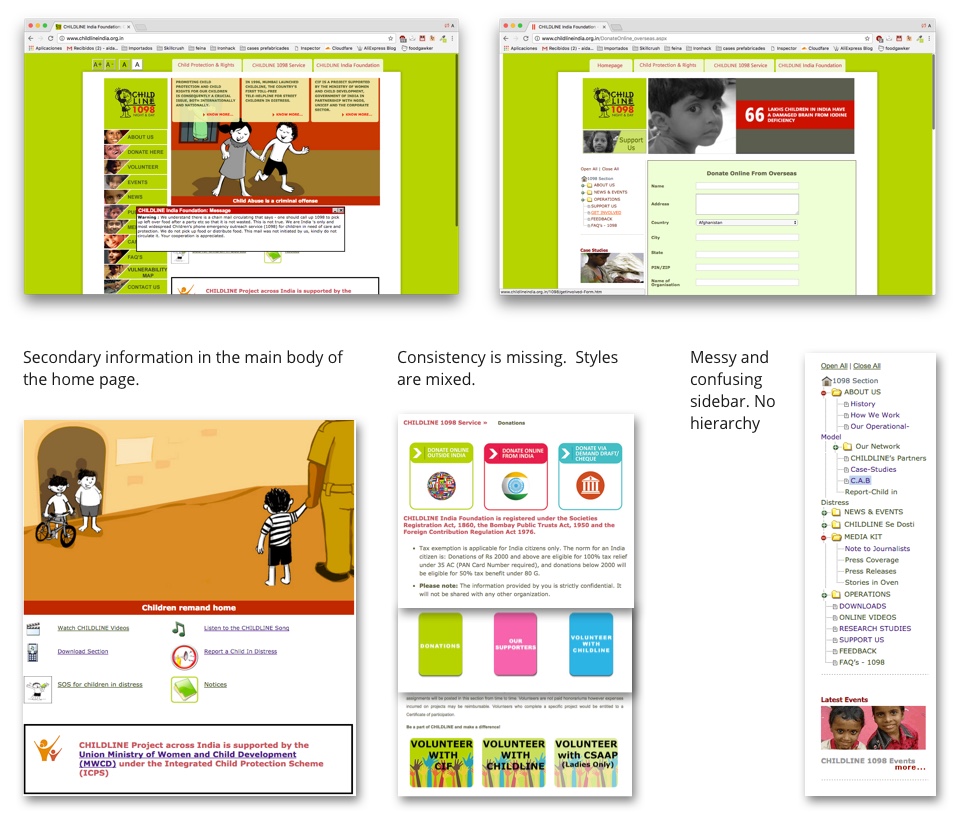 CHILDLINE India Foundation
www.childlineindia.org.in
Aplicaciones
Importados
Skillcrush
feina
Ironhack
cases prefabricades
Inspector
Cloudflare
AliExpress Blog
foodgawker
A+ A- A A
Child Protection & Rights
CHILDLINE 1098 Service
CHILDLINE India Foundation
CHILD
LINE
1098
NIGHT & DAY
PROMOTING CHILD
PROTECTION AND CHILD
RIGHTS FOR OUR CHILDREN
IS CONSEQUENTLY A CRUCIAL
ISSUE, BOTH INTERNATIONALLY
AND NATIONALLY.
KNOW MORE...
IN 1996, MUMBAI LAUNCHED
CHILDLINE, THE COUNTRY'S
FIRST TOLL-FREE
TELE-HELPLINE FOR STREET
CHILDREN IN DISTRESS.
KNOW MORE...
CIF IS A PROJECT SUPPORTED
BY THE MINISTRY OF WOMEN
AND CHILD DEVELOPMENT,
GOVERNMENT OF INDIA IN
PARTNERSHIP WITH NGOS,
UNICEF AND THE CORPORATE
SECTOR.
KNOW MORE...
ABOUT US
DONATE HERE
VOLUNTEER
EVENTS
NEWS
FAQ'S
VULNERABILITY
MAP
CONTACT US
Child Abuse is a criminal offense
CHILDLINE India Foundation: Message
Warning : We understand there is a chain mail circulating that says - one should call up 1098 to pick
up left over food after a party etc so that it is not wasted. This is not true. We are India 's only and
most widespread Children's phone emergency outreach service (1098) for children in need of care and
protection. We do not pick up food or distribute food. This mail was not initiated by us, kindly do not
circulate it. Your cooperation is appreciated.
CHILDLINE Project across India is supported by the
CHILDLINE India Foundation
www.childlineindia.org.in/DonateOnline_overseas.aspx
Aplicaciones
Importados
Skillcrush
feina
Ironhack
cases prefabricades
Inspector
Cloudflare
AliExpress Blog
foodgawker
Homepage
Child Protection & Rights
CHILDLINE 1098 Service
CHILDLINE India Foundation
CHILD
LINE
1098
NIGHT & DAY
66
LAKHS CHILDREN IN INDIA HAVE
A DAMAGED BRAIN FROM IODINE
DEFICIENCY
Support
Us
Open All | Close All
1098 Section
ABOUT US
NEWS & EVENTS
OPERATIONS
SUPPORT US
GET INVOLVED
FEEDBACK
FAQ's - 1098
Case Studies
Donate Online From Overseas
Name
Address
Country
Afghanistan
City
State
PIN/ZIP
Name of
Organisation
www.childlineindia.org.in/1098/getinvolved-Form.htm
Secondary information in the main body of
the home page.
Consistency is missing. Styles
are mixed.
Messy and
confusing
sidebar. No
hierarchy
Children remand home
Watch CHILDLINE Videos
Listen to the CHILDLINE Song
Download Section
Report a Child In Distress
SOS for children in distress
Notices
CHILDLINE Project across India is supported by the
Union Ministry of Women and Child Development
(MWCD) under the Integrated Child Protection Scheme
(ICPS)
CHILDLINE 1098 Service »
Donations
DONATE ONLINE
OUTSIDE INDIA
DONATE ONLINE
FROM INDIA
DONATE VIA
DEMAND DRAFT/
CHEQUE
CHILDLINE India Foundation is registered under the Societies
Registration Act, 1860, the Bombay Public Trusts Act, 1950 and the
Foreign Contribution Regulation Act 1976.
• Tax exemption is applicable for India citizens only. The norm for an India
citizen is: Donations of Rs 2000 and above are eligible for 100% tax relief
under 35 AC (PAN Card Number required), and donations below 2000 will
be eligible for 50% tax benefit under 80 G.
• Please note: The information provided by you is strictly confidential. It
will not be shared with any other organization.
DONATIONS
OUR
SUPPORTERS
VOLUNTEER
WITH
CHILDLINE
assignments will be posted in this section from time to time. Volunteers are not paid honorariums however expenses
incurred on projects may be reimbursable. Volunteers who complete a specific project would be entitled to a
Certificate of participation.
Be a part of CHILDLINE and make a difference!
VOLUNTEER
WITH
CIF
VOLUNTEER
WITH
CHILDLINE
VOLUNTEER
with CSAAP
(Ladies Only)
Open All | Close All
1098 Section
ABOUT US
History
How We Work
Our Operational-
Model
Our Network
CHILDLINE's Partners
Case-Studies
C.A.B
Report-Child in
Distress
NEWS & EVENTS
CHILDLINE Se Dosti
MEDIA KIT
Note to Journalists
Press Coverage
Press Releases
Stories in Oven
OPERATIONS
DOWNLOADS
ONLINE VIDEOS
RESEARCH STUDIES
SUPPORT US
FEEDBACK
FAQ's - 1098
Latest Events
CHILDLINE 1098 Events
more...